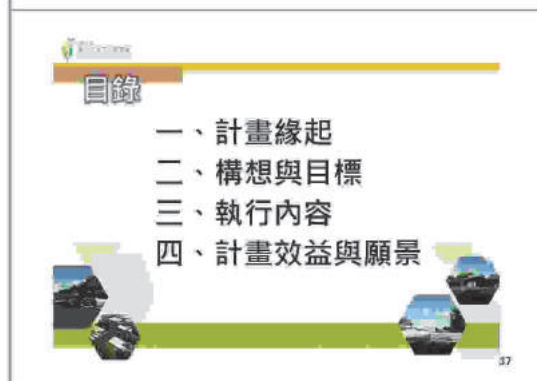 目錄
一、計畫緣起
二、構想與目標
三、執行內容
四、計畫效益與願景
37